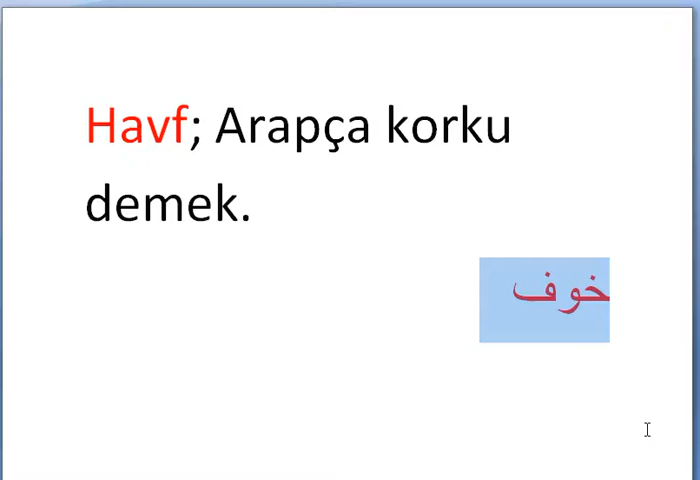 Havf; Arapça korku
demek.
خوف